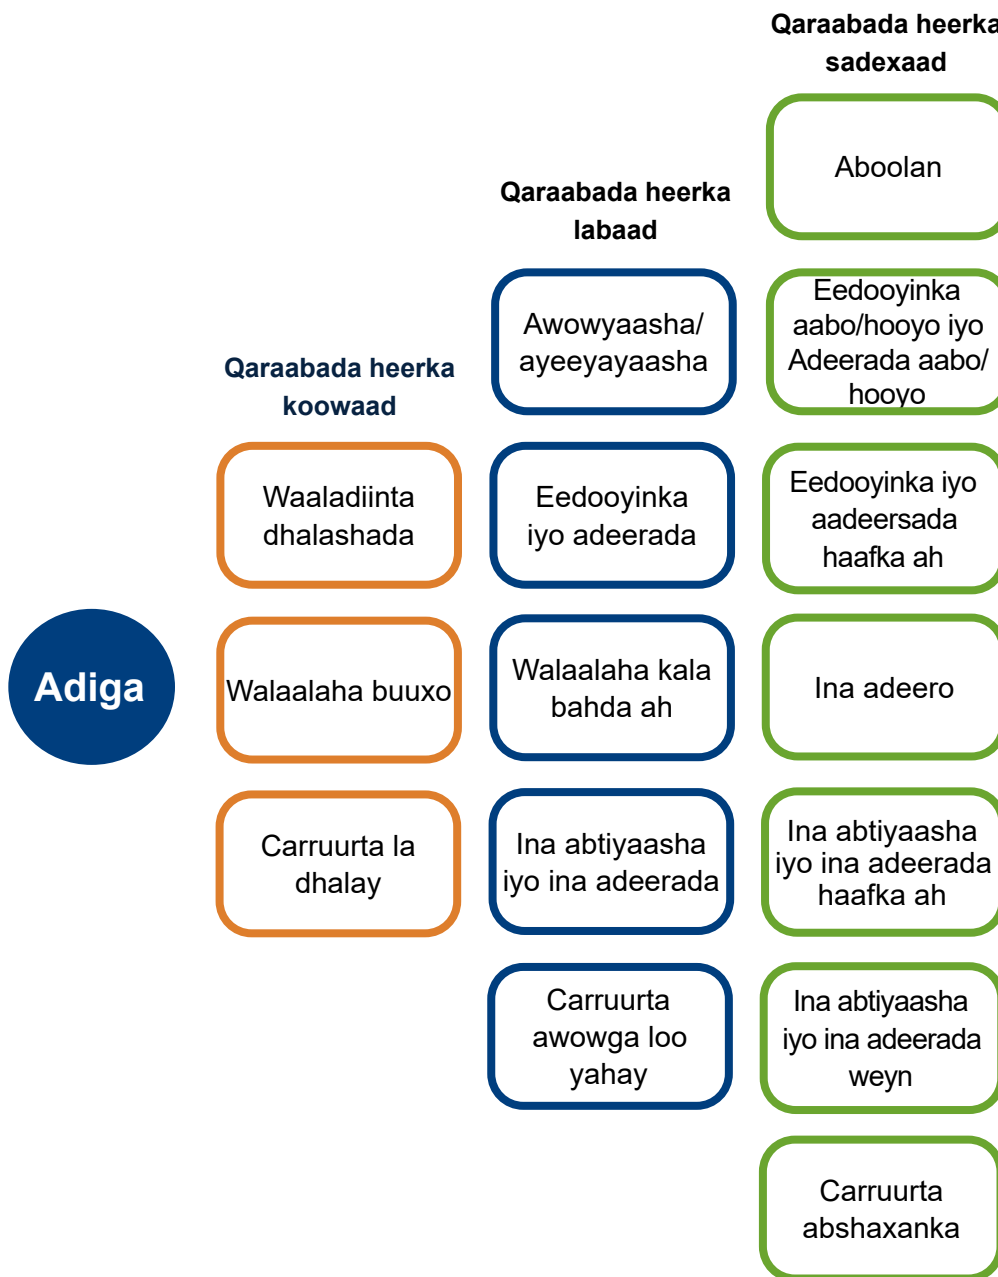 Qaraabada heerka
sadexaad
Aboolan
Eedooyinka
aabo/hooyo iyo
Adeerada aabo/
hooyo
Eedooyinka iyo
aadeersada
haafka ah
Ina adeero
Ina abtiyaasha
iyo ina adeerada
haafka ah
Ina abtiyaasha
iyo ina adeerada
weyn
Carruurta
abshaxanka
Qaraabada heerka
labaad
Awowyaasha/
ayeeyayaasha
Eedooyinka
iyo adeerada
Walaalaha kala
bahda ah
Ina abtiyaasha
iyo ina adeerada
Carruurta
awowga loo
yahay
Qaraabada heerka
koowaad
Waaladiinta
dhalashada
Walaalaha buuxo
Carruurta la
dhalay
Adiga